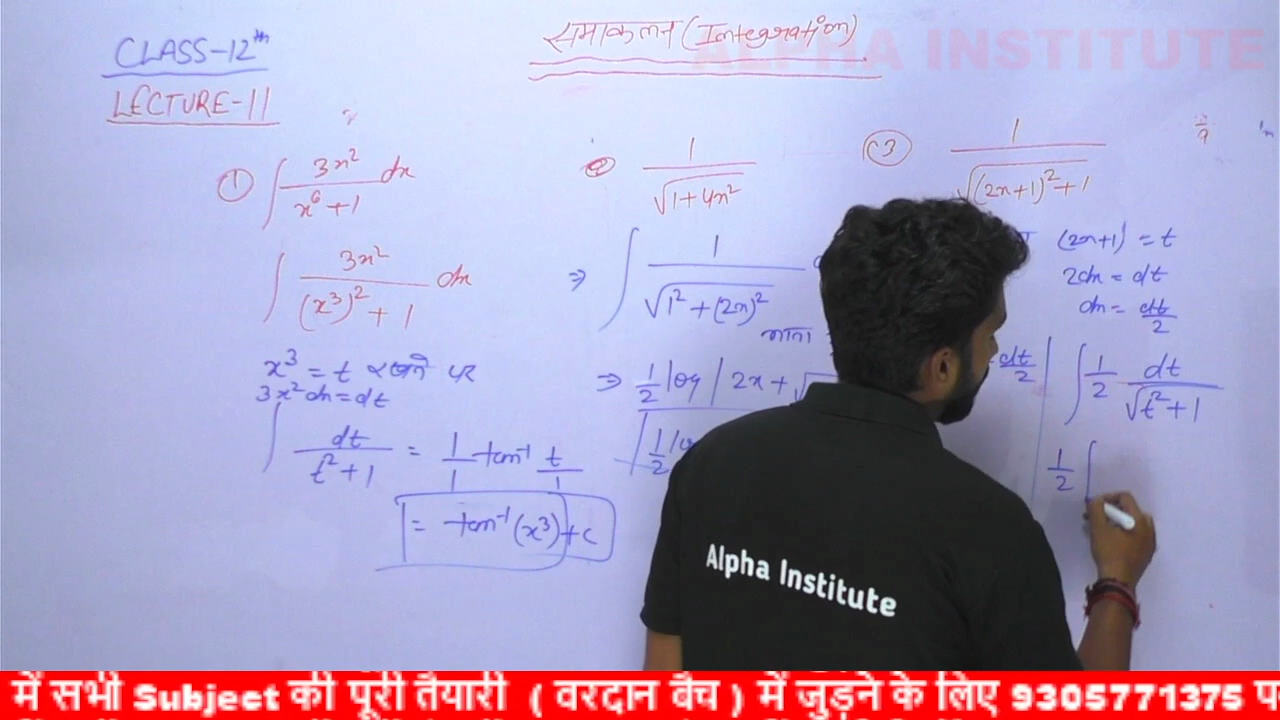 CLASS-12th
LECTURE-11
समाकलन (Integration)
ALPHA INSTITUTE
① ∫ 3x² / x⁶+1 dx
∫ 3x² / (x³)²+1 dx
x³ = t रखने पर
3x²dx = dt
∫ dt / t²+1 = 1/1 tan⁻¹ t/1
= tan⁻¹(x³)+c
1 / √1+4x²
⇒ ∫ 1 / √1²+(2x)²
माना
⇒ 1/2 log | 2x + √
1/2
dt/2
③ 1 / √(2x+1)²+1
(2x+1) = t
2dx = dt
dx = dt/2
∫ 1/2 dt / √t²+1
1/2 ∫
Alpha Institute
में सभी Subject की पूरी तैयारी ( वरदान बैच ) में जुड़ने के लिए 9305771375 प